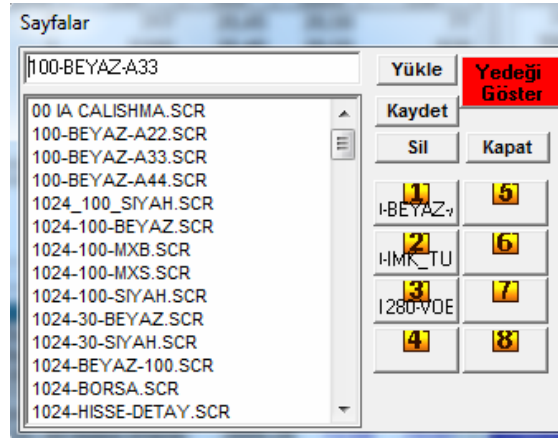 Sayfalar
100-BEYAZ-A33
Yükle
Yedeği
Göster
Kaydet
Sil
Kapat
00 IA CALISHMA.SCR
100-BEYAZ-A22.SCR
100-BEYAZ-A33.SCR
100-BEYAZ-A44.SCR
1024_100_SIYAH.SCR
1024-100-BEYAZ.SCR
1024-100-MXB.SCR
1024-100-MXS.SCR
1024-100-SIYAH.SCR
1024-30-BEYAZ.SCR
1024-30-SIYAH.SCR
1024-BEYAZ-100.SCR
1024-BORSA.SCR
1024-HISSE-DETAY.SCR
1
5
2
6
3
7
4
8